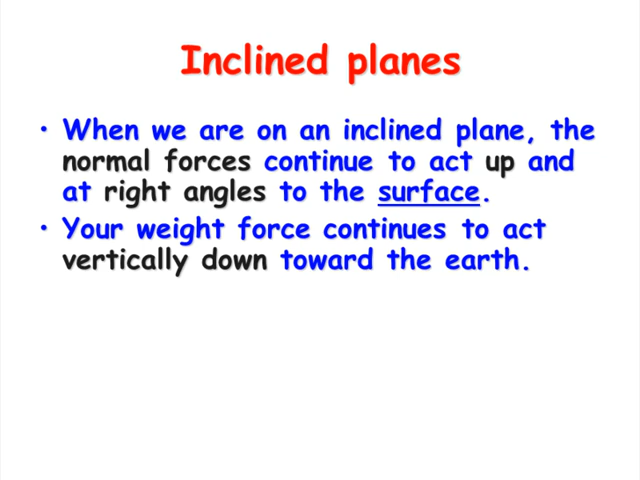 Inclined planes
• When we are on an inclined plane, the
normal forces continue to act up and
at right angles to the surface.
• Your weight force continues to act
vertically down toward the earth.